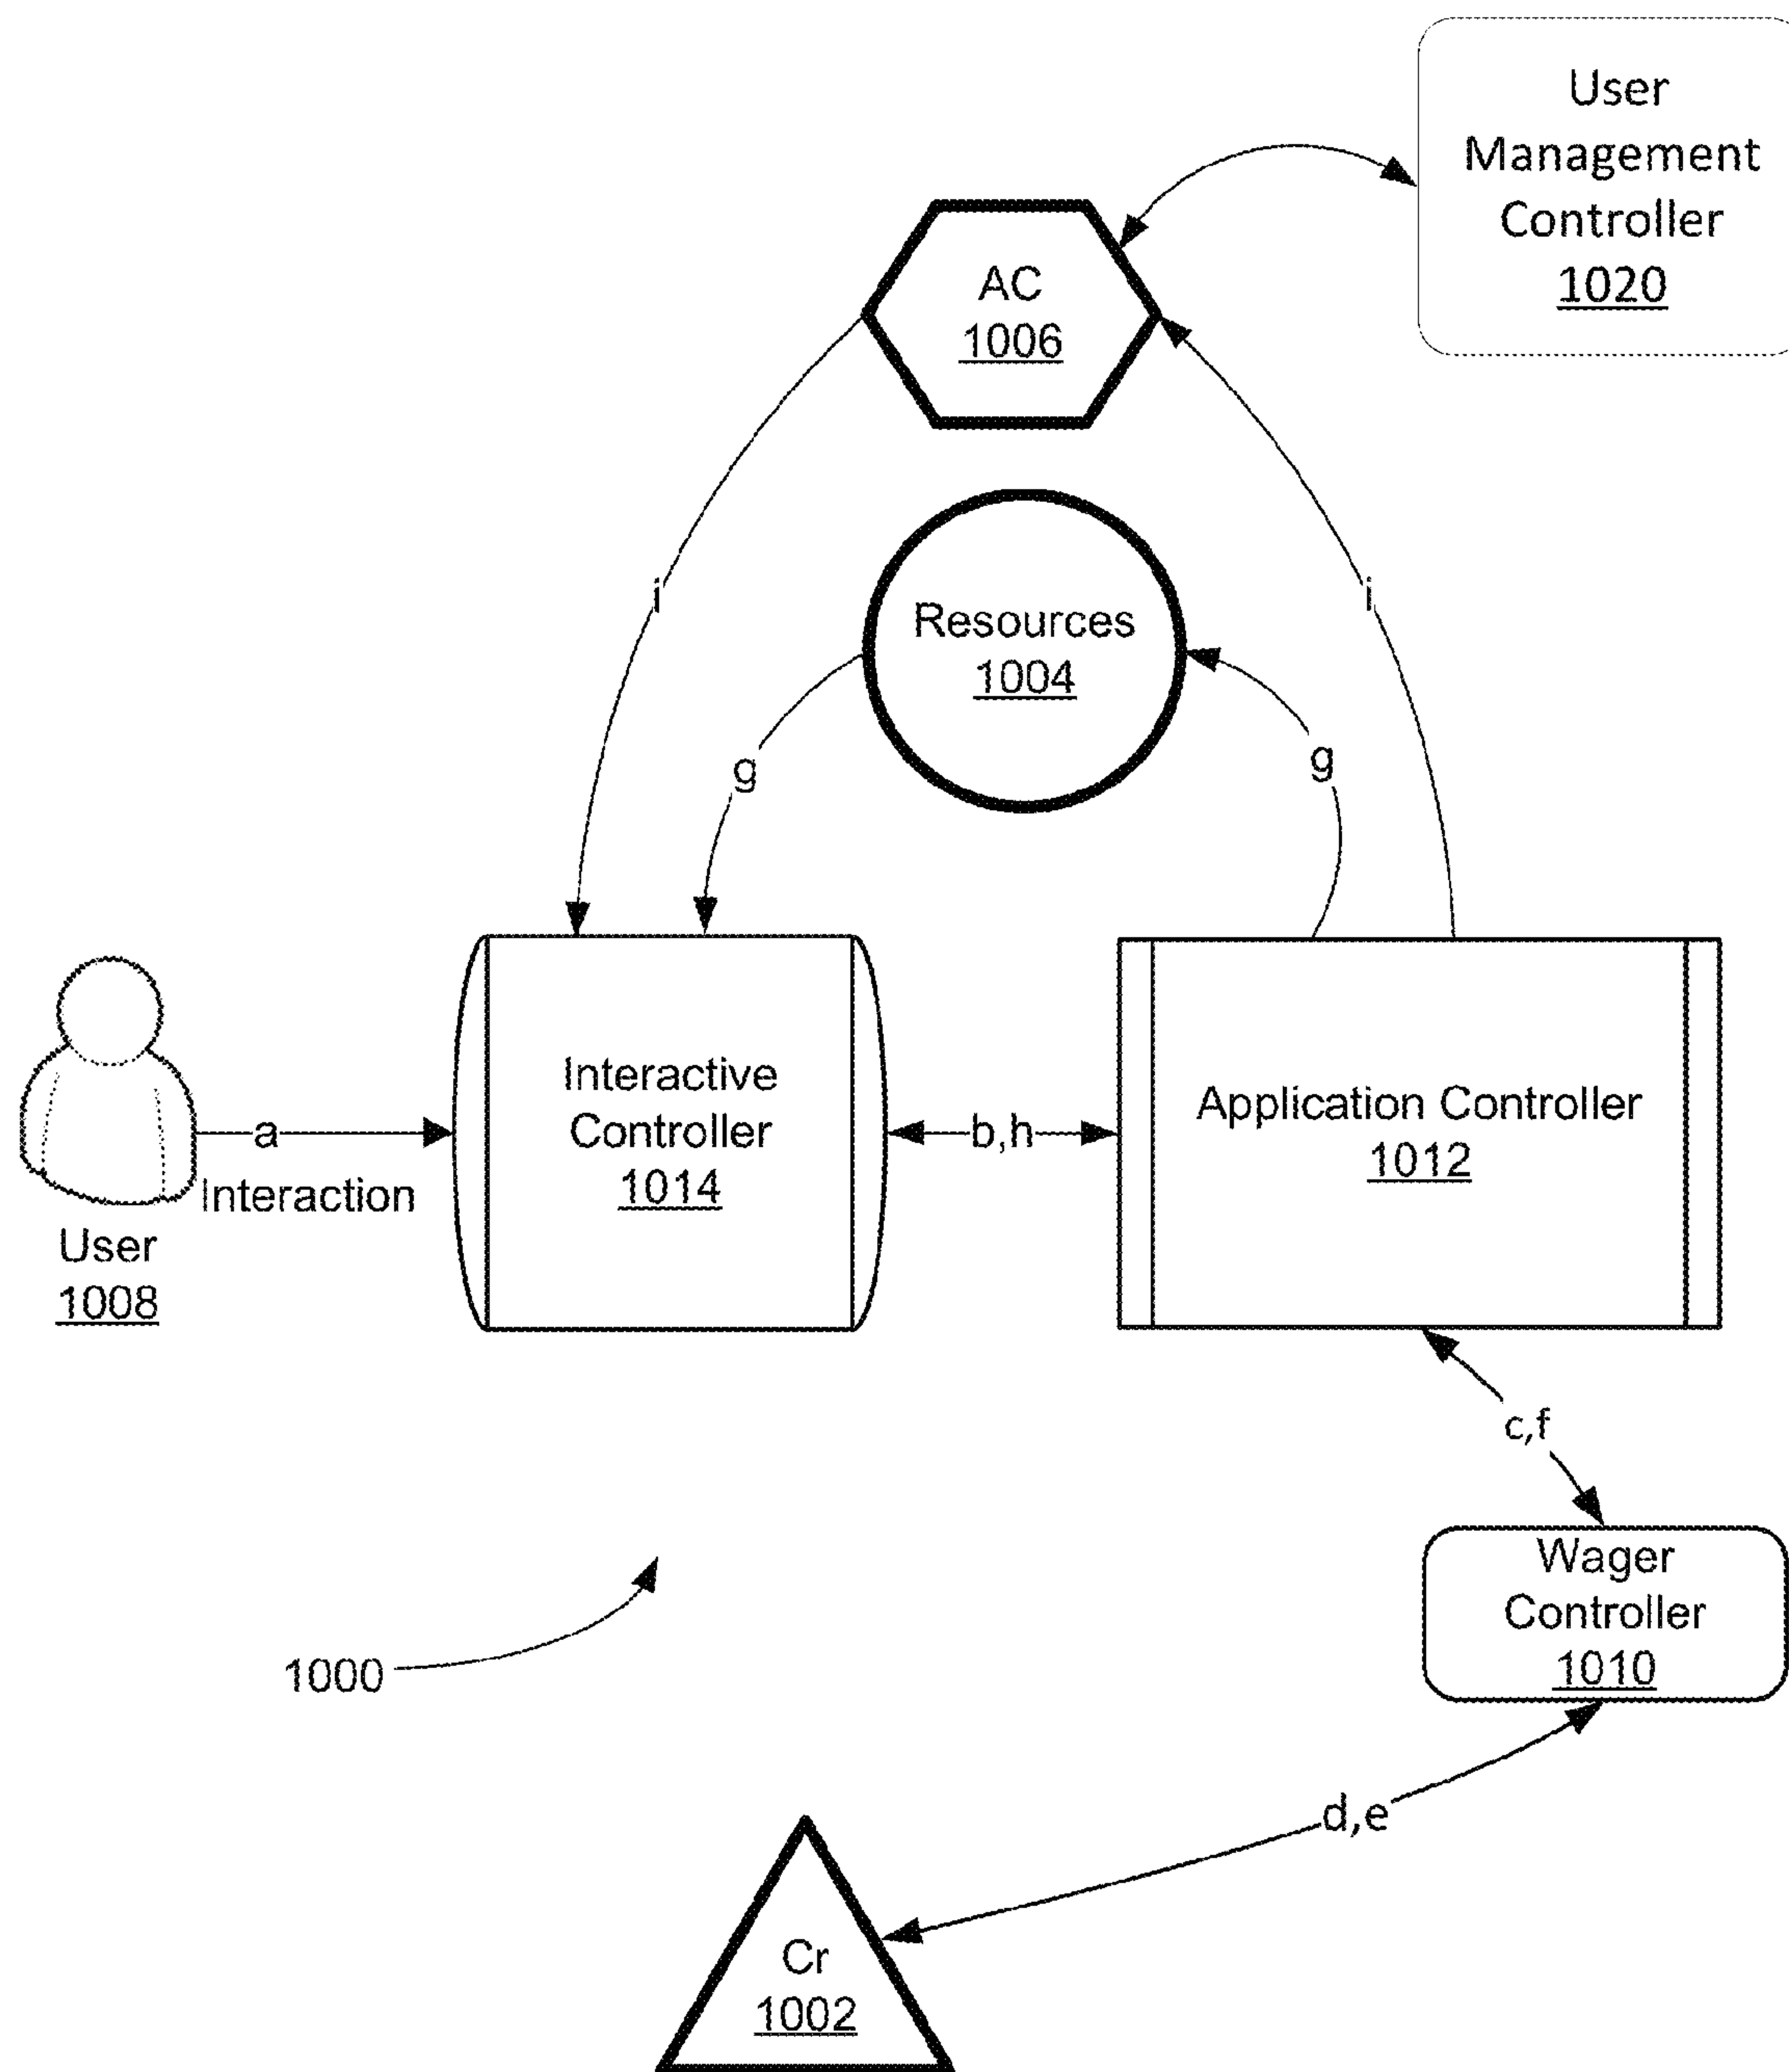 User
Management
Controller
1020
AC
1006
i
i
Resources
1004
g
g
Interactive
Controller
1014
Application Controller
1012
a
b,h
Interaction
User
1008
c,f
Wager
Controller
1010
1000
d,e
Cr
1002